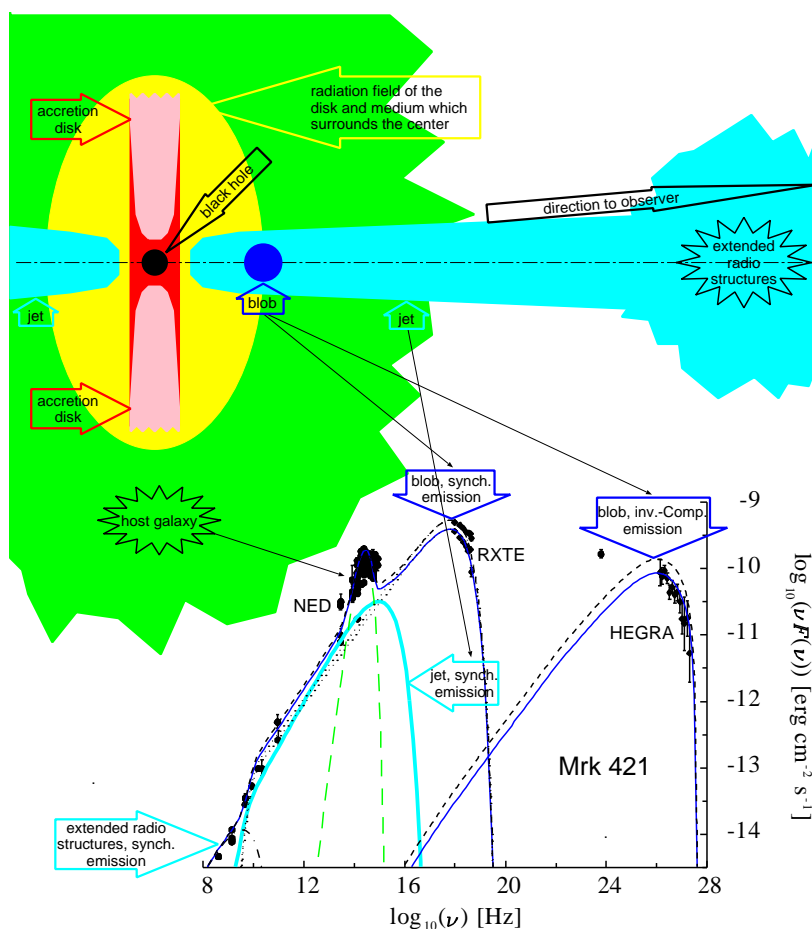 accretion
disk
radiation field of the
disk and medium which
surrounds the center
black hole
direction to observer
extended
radio
structures
jet
blob
jet
accretion
disk
host galaxy
blob, synch.
emission
blob, inv.-Comp.
emission
NED
RXTE
HEGRA
jet, synch.
emission
Mrk 421
extended radio
structures, synch.
emission
-9
-10
-11
-12
-13
-14
log₁₀(νF(ν)) [erg cm⁻² s⁻¹]
8 12 16 20 24 28
log₁₀(ν) [Hz]